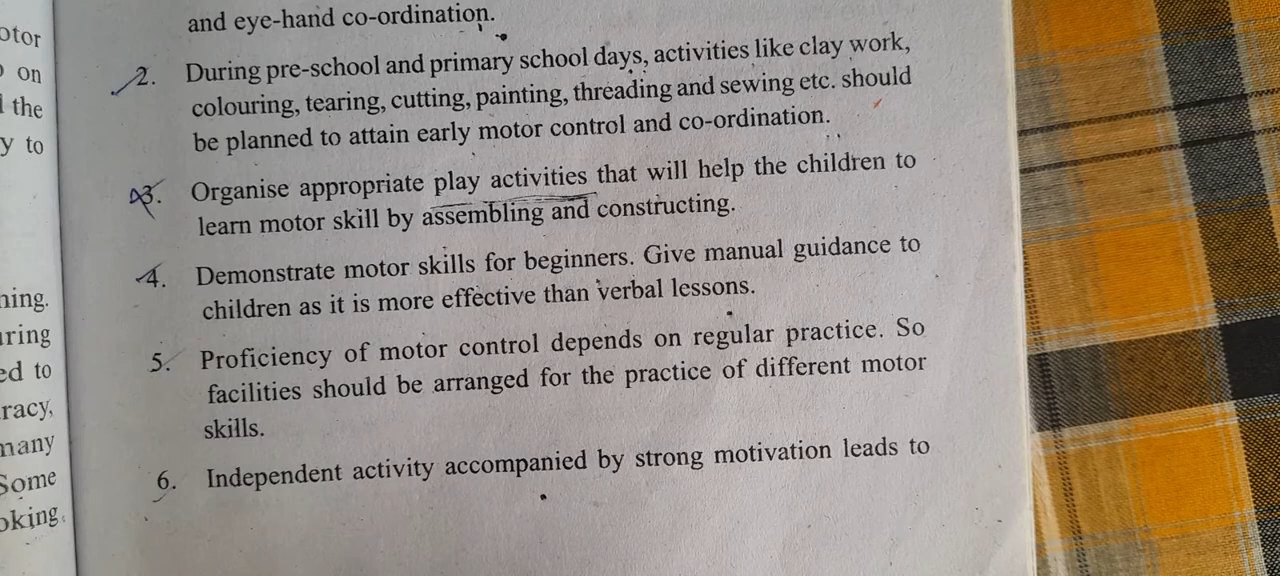 otor
on
the
y to
ning.
uring
ed to
racy,
many
Some
oking.
and eye-hand co-ordination.
2. During pre-school and primary school days, activities like clay work,
colouring, tearing, cutting, painting, threading and sewing etc. should
be planned to attain early motor control and co-ordination.
3. Organise appropriate play activities that will help the children to
learn motor skill by assembling and constructing.
4. Demonstrate motor skills for beginners. Give manual guidance to
children as it is more effective than verbal lessons.
5. Proficiency of motor control depends on regular practice. So
facilities should be arranged for the practice of different motor
skills.
6. Independent activity accompanied by strong motivation leads to